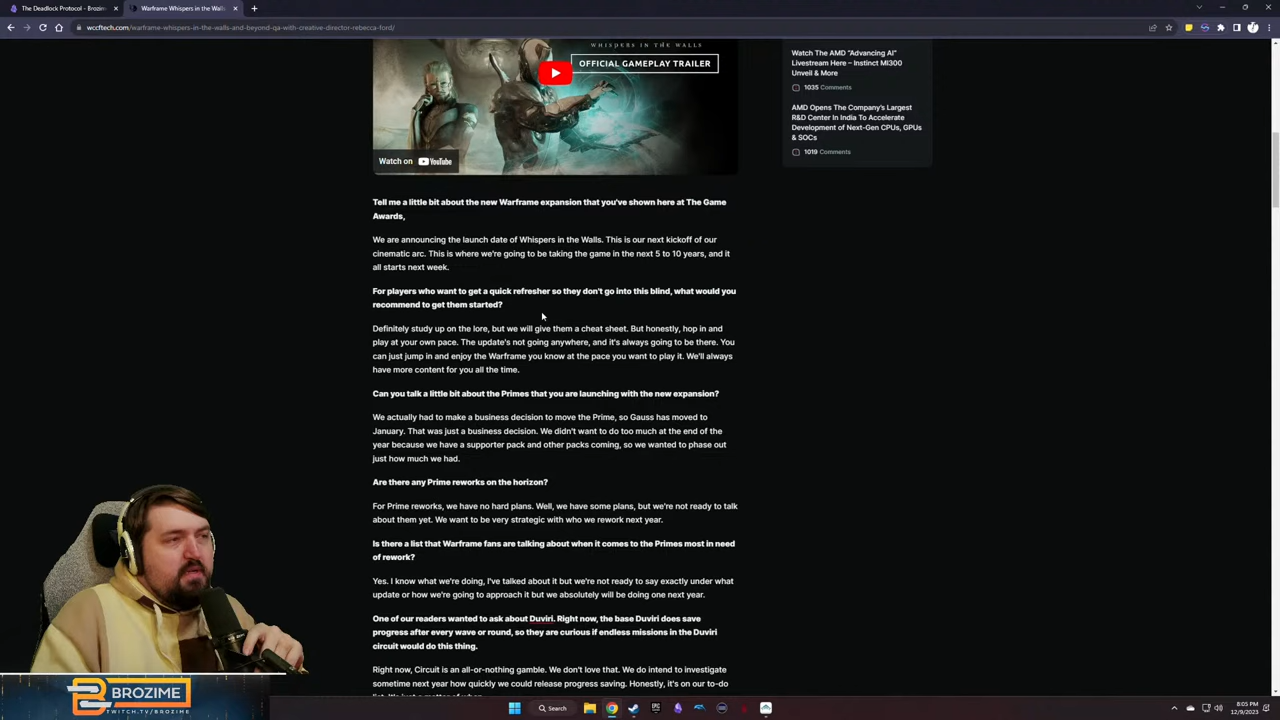 The Deadlock Protocol - Brozim
Warframe Whispers in the Walls
wccftech.com/warframe-whispers-in-the-walls-and-beyond-qa-with-creative-director-rebecca-ford/
WHISPERS IN THE WALLS
OFFICIAL GAMEPLAY TRAILER
Watch on YouTube
Watch The AMD "Advancing AI"
Livestream Here – Instinct MI300
Unveil & More
1035 Comments
AMD Opens The Company's Largest
R&D Center In India To Accelerate
Development of Next-Gen CPUs, GPUs
& SOCs
1019 Comments
Tell me a little bit about the new Warframe expansion that you've shown here at The Game
Awards,
We are announcing the launch date of Whispers in the Walls. This is our next kickoff of our
cinematic arc. This is where we're going to be taking the game in the next 5 to 10 years, and it
all starts next week.
For players who want to get a quick refresher so they don't go into this blind, what would you
recommend to get them started?
Definitely study up on the lore, but we will give them a cheat sheet. But honestly, hop in and
play at your own pace. The update's not going anywhere, and it's always going to be there. You
can just jump in and enjoy the Warframe you know at the pace you want to play it. We'll always
have more content for you all the time.
Can you talk a little bit about the Primes that you are launching with the new expansion?
We actually had to make a business decision to move the Prime, so Gauss has moved to
January. That was just a business decision. We didn't want to do too much at the end of the
year because we have a supporter pack and other packs coming, so we wanted to phase out
just how much we had.
Are there any Prime reworks on the horizon?
For Prime reworks, we have no hard plans. Well, we have some plans, but we're not ready to talk
about them yet. We want to be very strategic with who we rework next year.
Is there a list that Warframe fans are talking about when it comes to the Primes most in need
of rework?
Yes. I know what we're doing, I've talked about it but we're not ready to say exactly under what
update or how we're going to approach it but we absolutely will be doing one next year.
One of our readers wanted to ask about Duviri. Right now, the base Duviri does save
progress after every wave or round, so they are curious if endless missions in the Duviri
circuit would do this thing.
Right now, Circuit is an all-or-nothing gamble. We don't love that. We do intend to investigate
sometime next year how quickly we could release progress saving. Honestly, it's on our to-do
list. It's just a matter of when.
BROZIME
TWITCH.TV/BROZIME
Search
EPIC
8:05 PM
12/9/2023